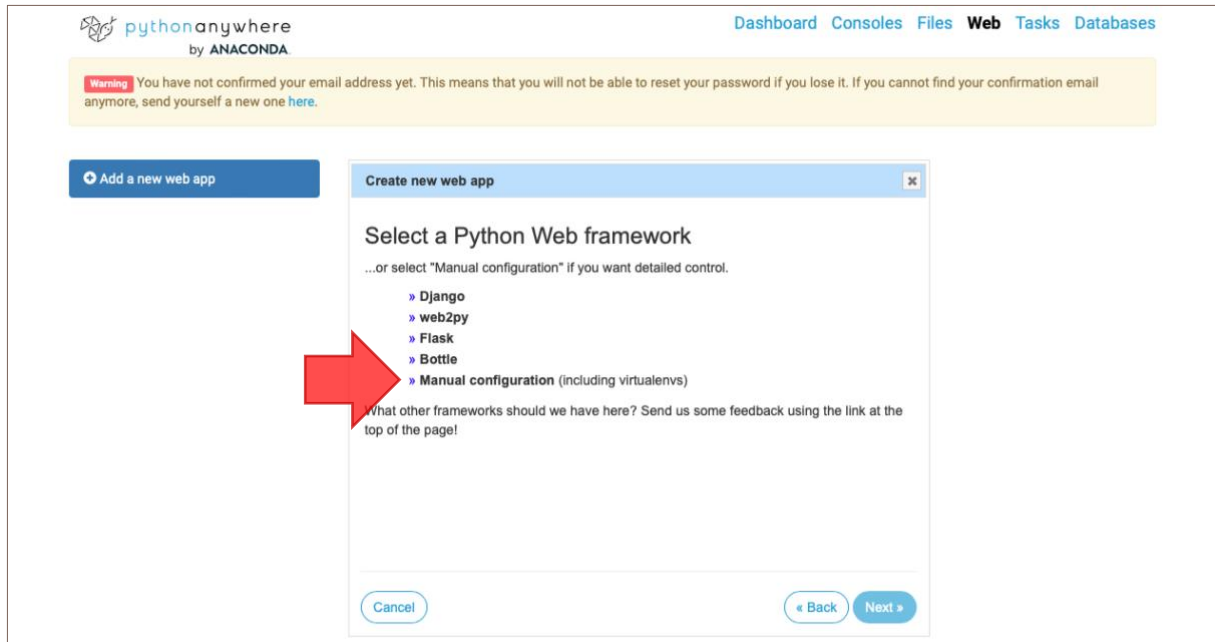 pythonanywhere
by ANACONDA.
Dashboard Consoles Files Web Tasks Databases
Warning You have not confirmed your email address yet. This means that you will not be able to reset your password if you lose it. If you cannot find your confirmation email
anymore, send yourself a new one here.
Add a new web app
Create new web app
Select a Python Web framework
...or select "Manual configuration" if you want detailed control.
» Django
» web2py
» Flask
» Bottle
» Manual configuration (including virtualenvs)
What other frameworks should we have here? Send us some feedback using the link at the
top of the page!
Cancel
« Back
Next »